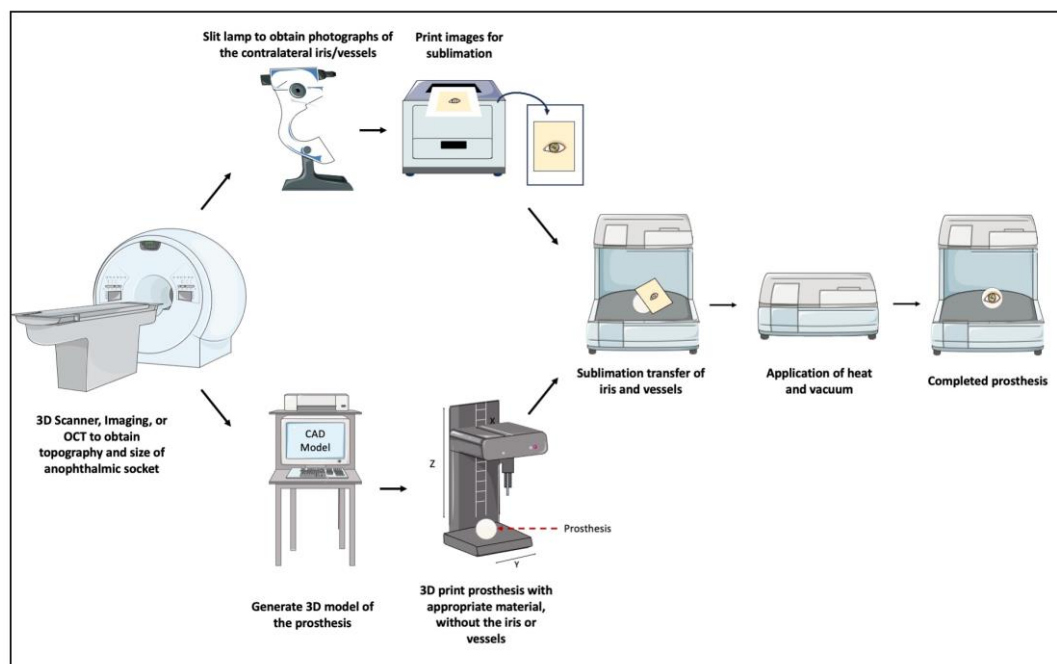 Slit lamp to obtain photographs of
the contralateral iris/vessels
Print images for
sublimation
3D Scanner, Imaging, or
OCT to obtain
topography and size of
anophthalmic socket
CAD
Model
Generate 3D model of
the prosthesis
X
Z
Y
Prosthesis
3D print prosthesis with
appropriate material,
without the iris or
vessels
Sublimation transfer of
iris and vessels
Application of heat
and vacuum
Completed prosthesis